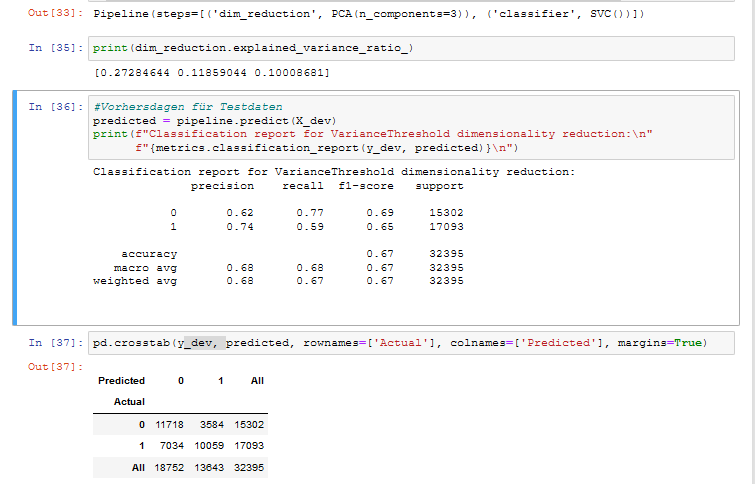 Out[33]: Pipeline(steps=[('dim_reduction', PCA(n_components=3)), ('classifier', SVC())])
In [35]: print(dim_reduction.explained_variance_ratio_)
[0.27284644 0.11859044 0.10008681]
In [36]: #Vorhersdagen für Testdaten
predicted = pipeline.predict(X_dev)
print(f"Classification report for VarianceThreshold dimensionality reduction:\n"
f"{metrics.classification_report(y_dev, predicted)}\n")
Classification report for VarianceThreshold dimensionality reduction:
precision recall f1-score support
0 0.62 0.77 0.69 15302
1 0.74 0.59 0.65 17093
accuracy 0.67 32395
macro avg 0.68 0.68 0.67 32395
weighted avg 0.68 0.67 0.67 32395
In [37]: pd.crosstab(y_dev, predicted, rownames=['Actual'], colnames=['Predicted'], margins=True)
Out[37]:
Predicted 0 1 All
Actual
0 11718 3584 15302
1 7034 10059 17093
All 18752 13643 32395